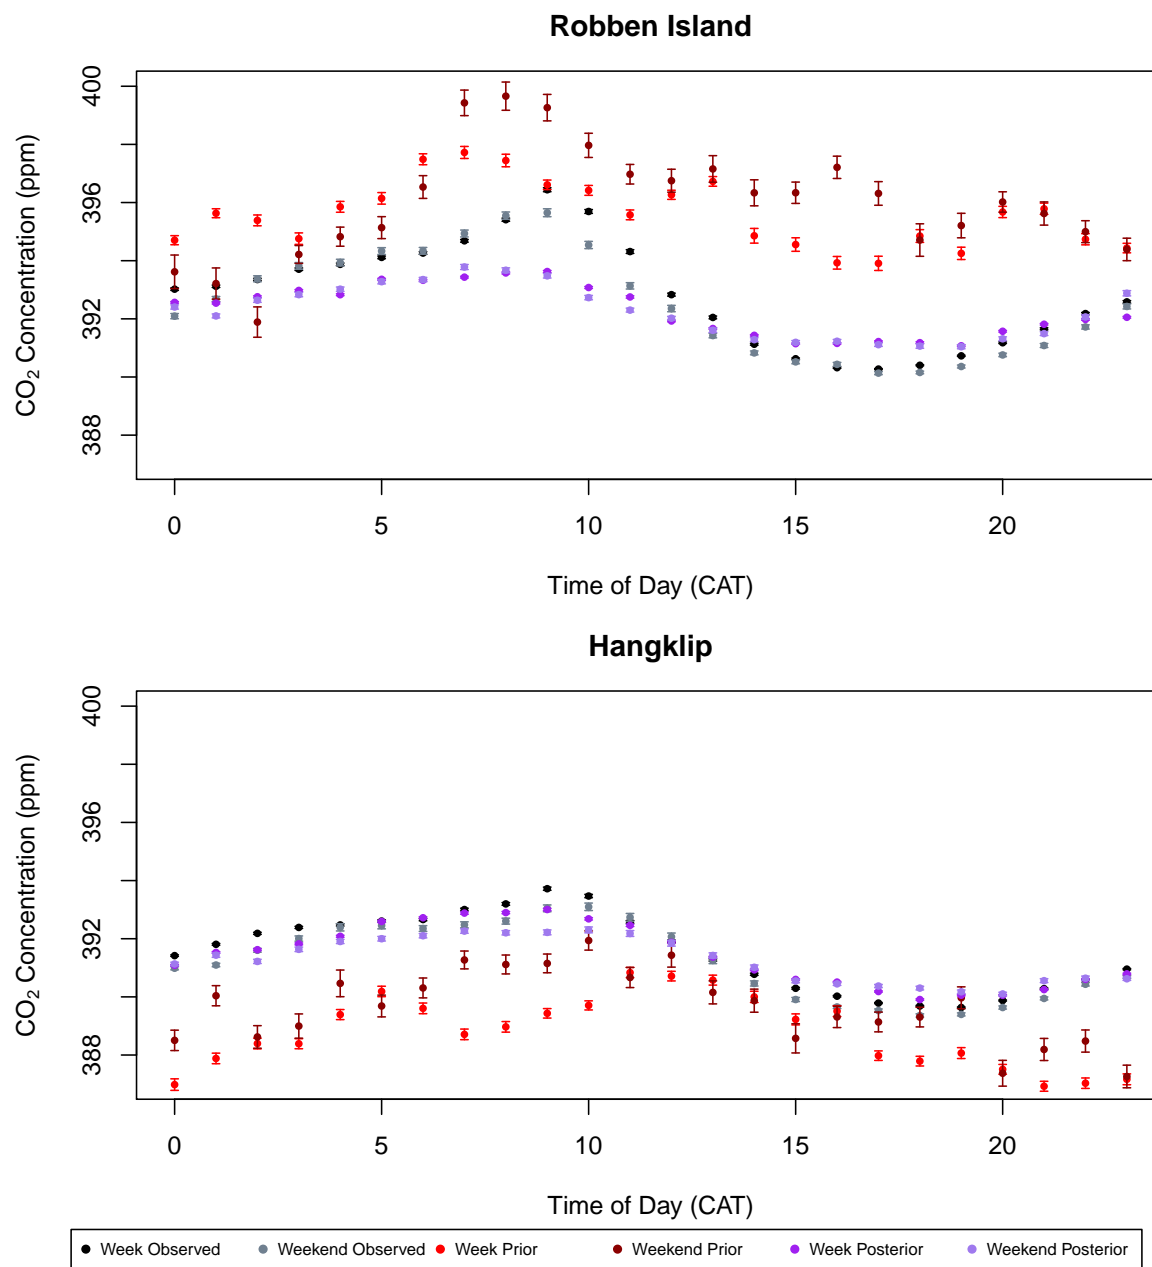 Robben Island
CO₂ Concentration (ppm)
400
396
392
388
0 5 10 15 20
Time of Day (CAT)
Hangklip
CO₂ Concentration (ppm)
400
396
392
388
0 5 10 15 20
Time of Day (CAT)
Week Observed Weekend Observed Week Prior Weekend Prior Week Posterior Weekend Posterior